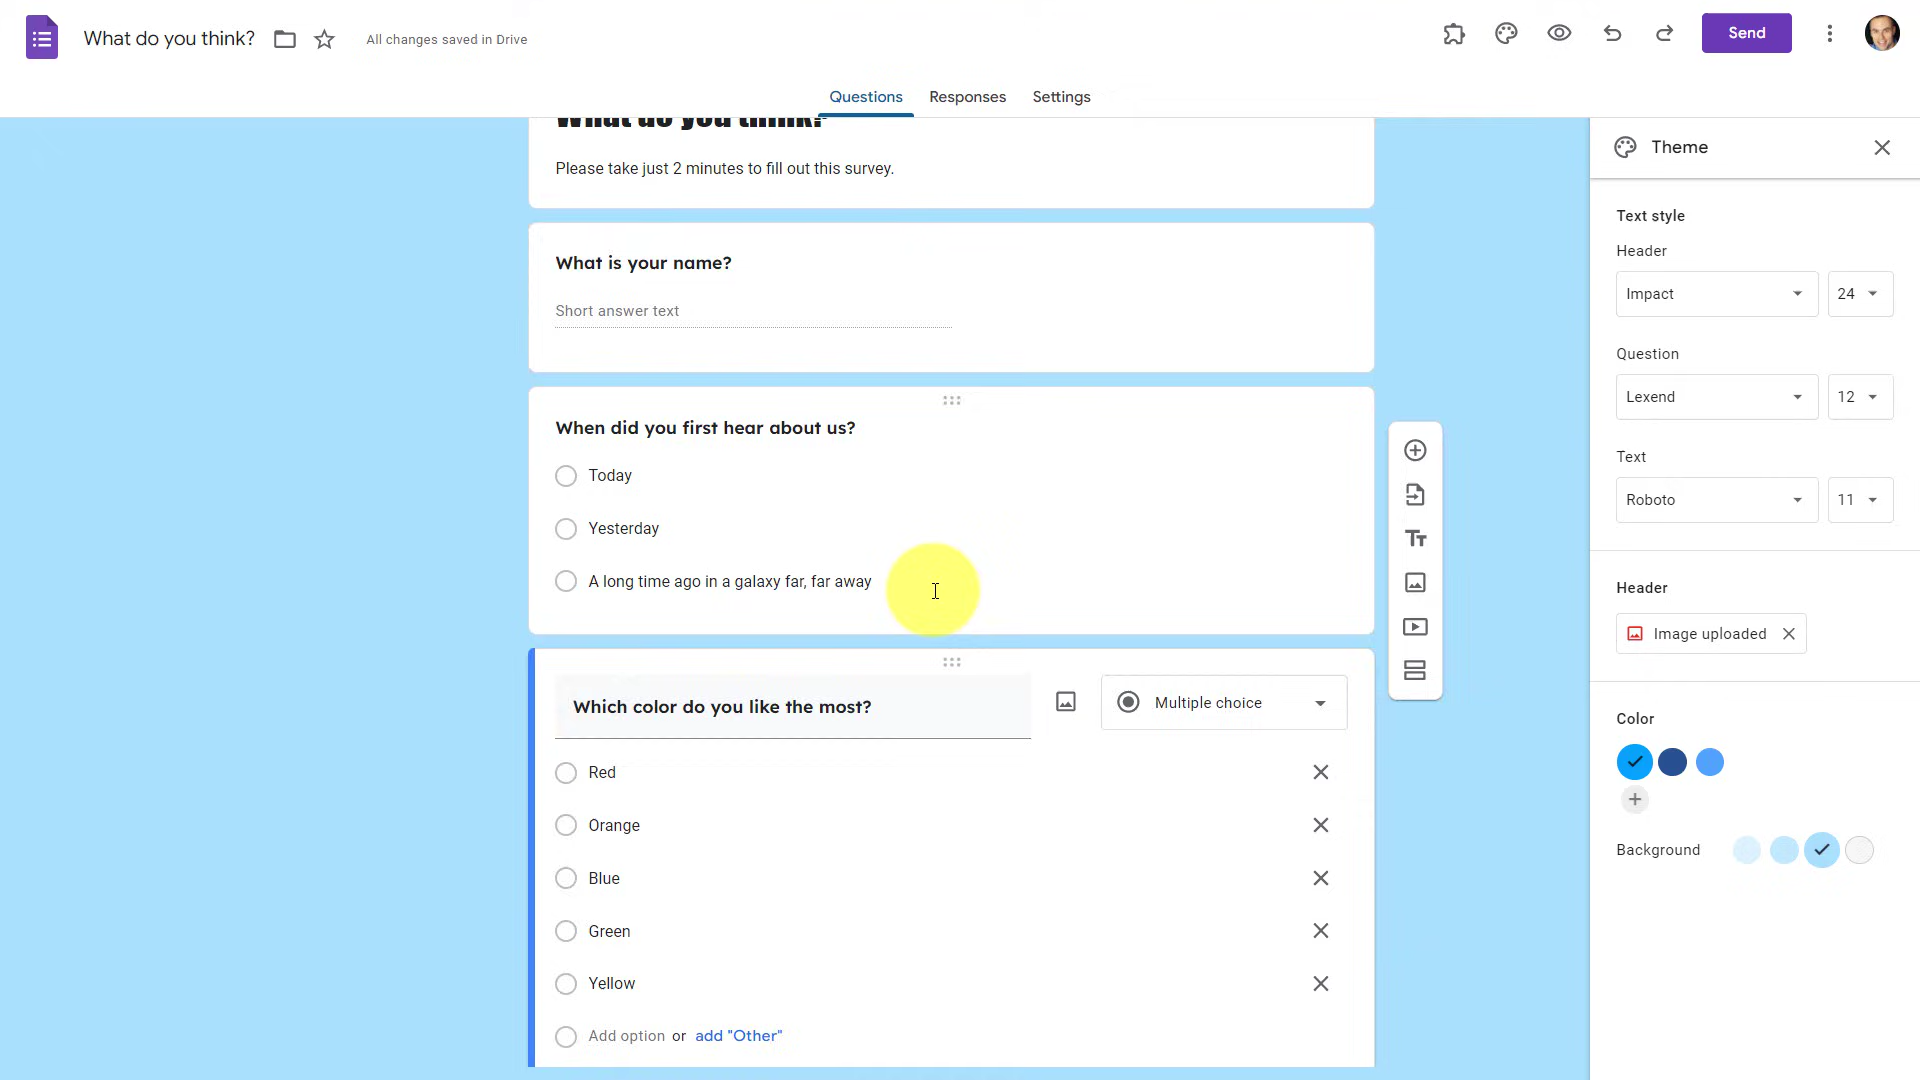 What do you think?
All changes saved in Drive
Send
Questions
Responses
Settings
What do you think?
Please take just 2 minutes to fill out this survey.
What is your name?
Short answer text
When did you first hear about us?
Today
Yesterday
A long time ago in a galaxy far, far away
Which color do you like the most?
Multiple choice
Red
Orange
Blue
Green
Yellow
Add option or add "Other"
Theme
Text style
Header
Impact
24
Question
Lexend
12
Text
Roboto
11
Header
Image uploaded
Color
Background